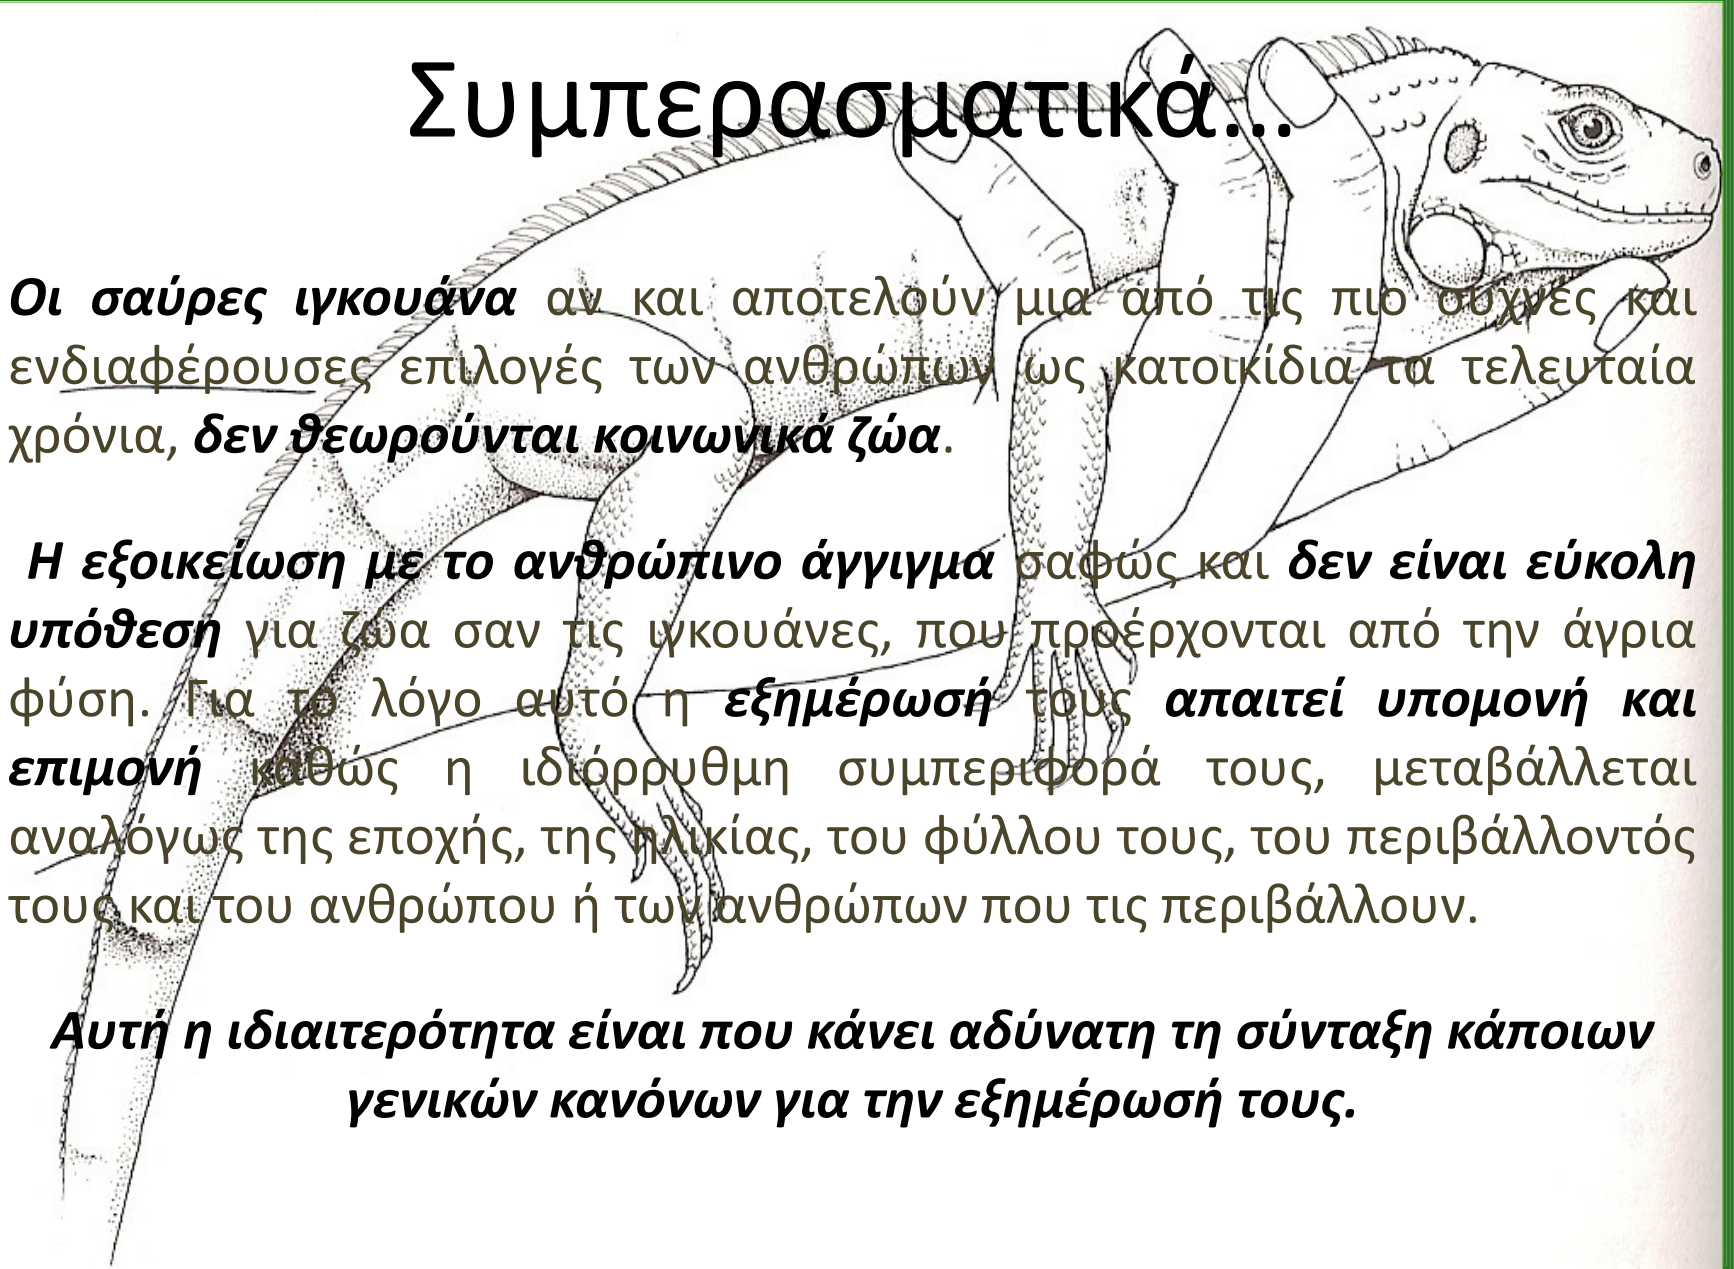 Συμπερασματικά…
Οι σαύρες ιγκουάνα αν και αποτελούν μια από τις πιο συχνές και
ενδιαφέρουσες επιλογές των ανθρώπων ως κατοικίδια τα τελευταία
χρόνια, δεν θεωρούνται κοινωνικά ζώα.
Η εξοικείωση με το ανθρώπινο άγγιγμα σαφώς και δεν είναι εύκολη
υπόθεση για ζώα σαν τις ιγκουάνες, που προέρχονται από την άγρια
φύση. Για το λόγο αυτό η εξημέρωσή τους απαιτεί υπομονή και
επιμονή καθώς η ιδιόρρυθμη συμπεριφορά τους, μεταβάλλεται
αναλόγως της εποχής, της ηλικίας, του φύλλου τους, του περιβάλλοντός
τους και του ανθρώπου ή των ανθρώπων που τις περιβάλλουν.
Αυτή η ιδιαιτερότητα είναι που κάνει αδύνατη τη σύνταξη κάποιων
γενικών κανόνων για την εξημέρωσή τους.